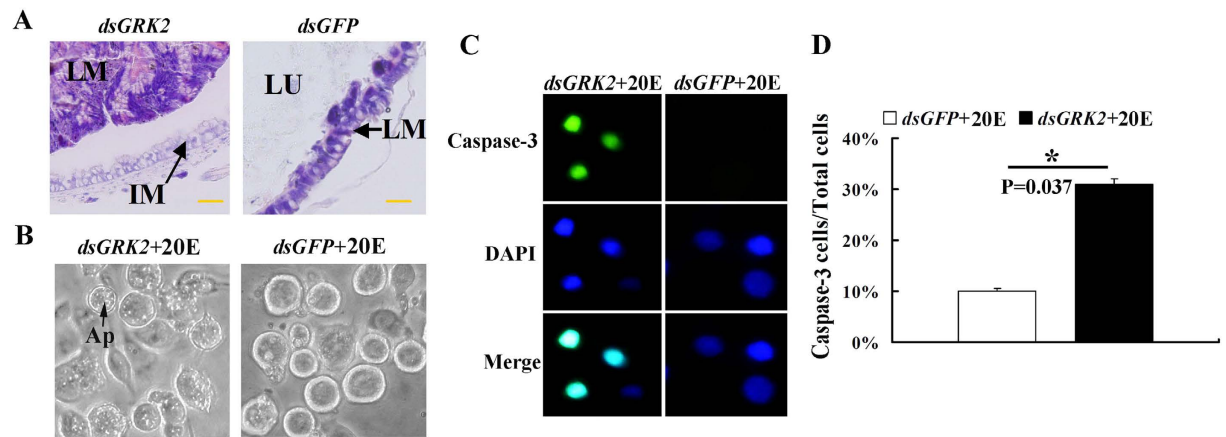 A
dsGRK2
dsGFP
LM
IM
LU
LM
B
dsGRK2+20E
dsGFP+20E
Ap
C
dsGRK2+20E dsGFP+20E
Caspase-3
DAPI
Merge
D
dsGFP+20E dsGRK2+20E
Caspase-3 cells/Total cells
40%
30%
20%
10%
0%
*
P=0.037